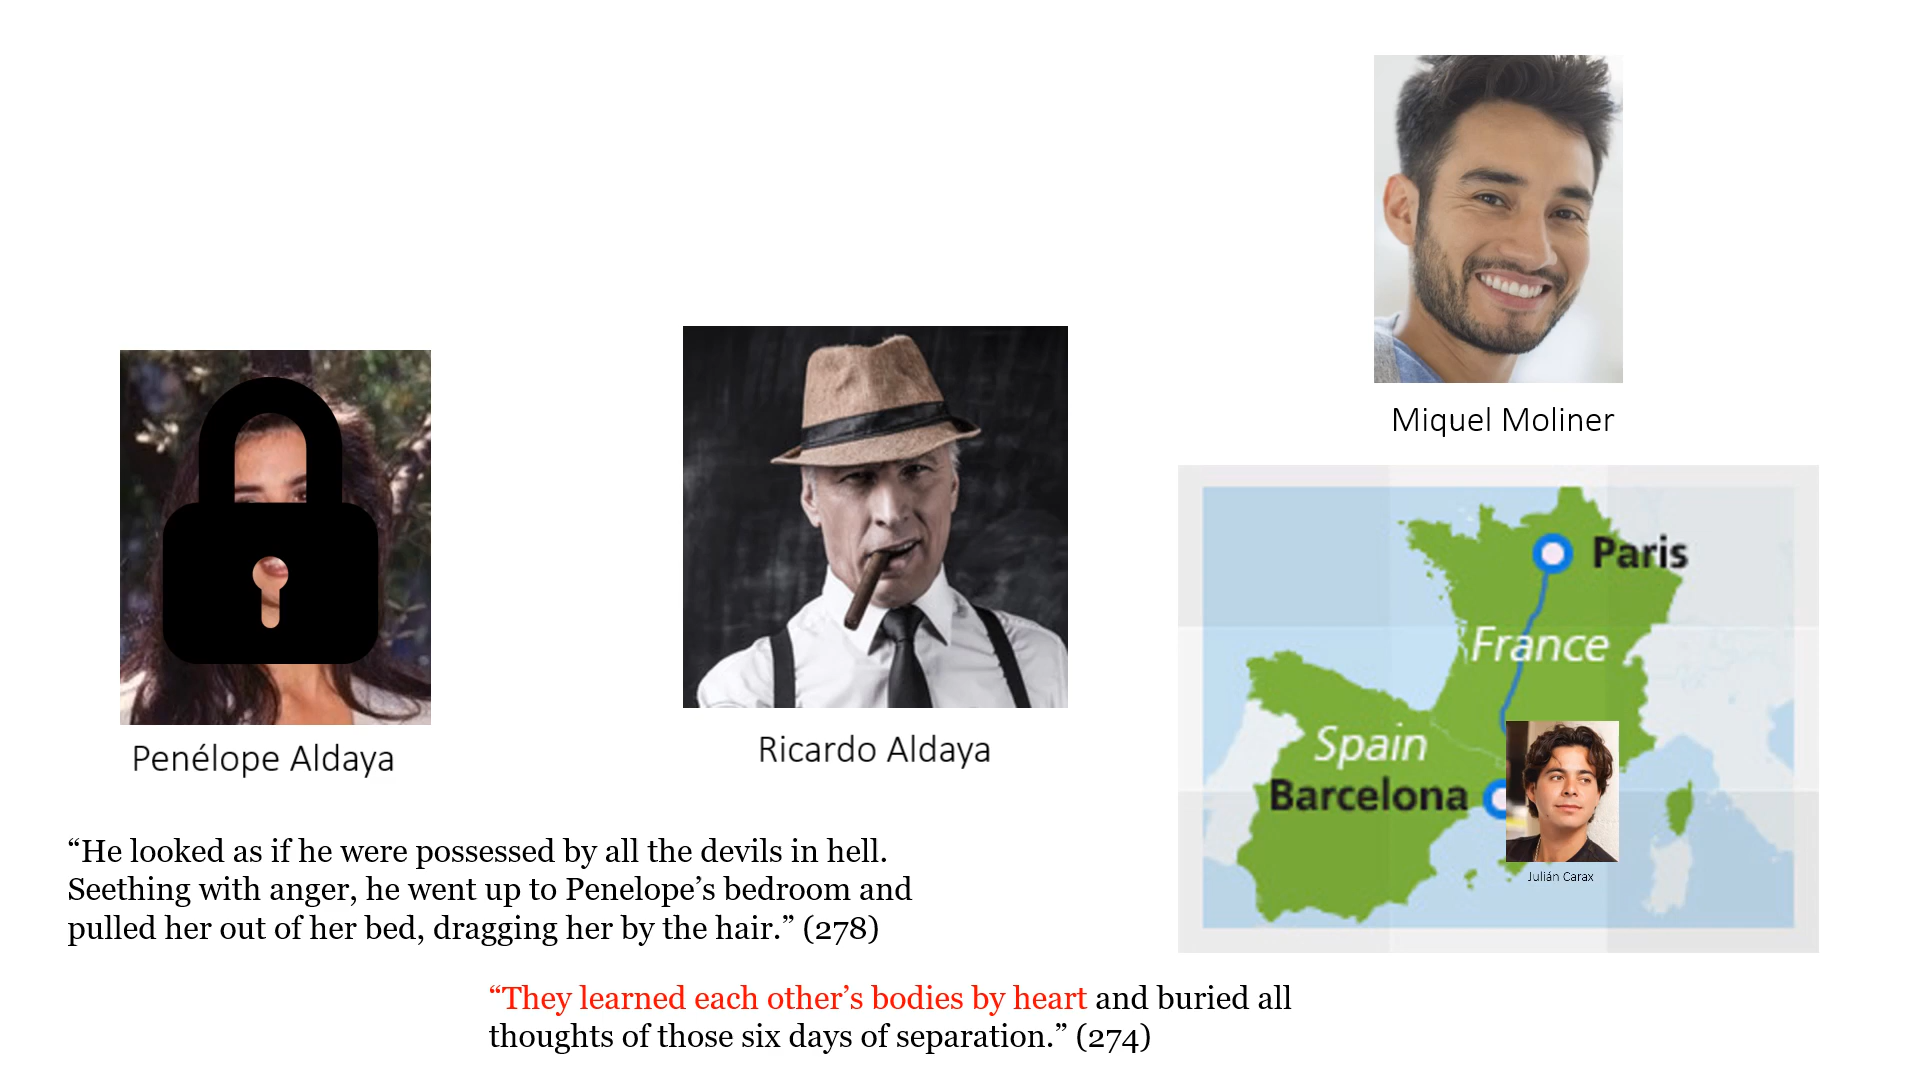 Miquel Moliner
Paris
France
Spain
Barcelona
Julián Carax
Penélope Aldaya
Ricardo Aldaya
“He looked as if he were possessed by all the devils in hell.
Seething with anger, he went up to Penelope’s bedroom and
pulled her out of her bed, dragging her by the hair.” (278)
“They learned each other’s bodies by heart and buried all
thoughts of those six days of separation.” (274)